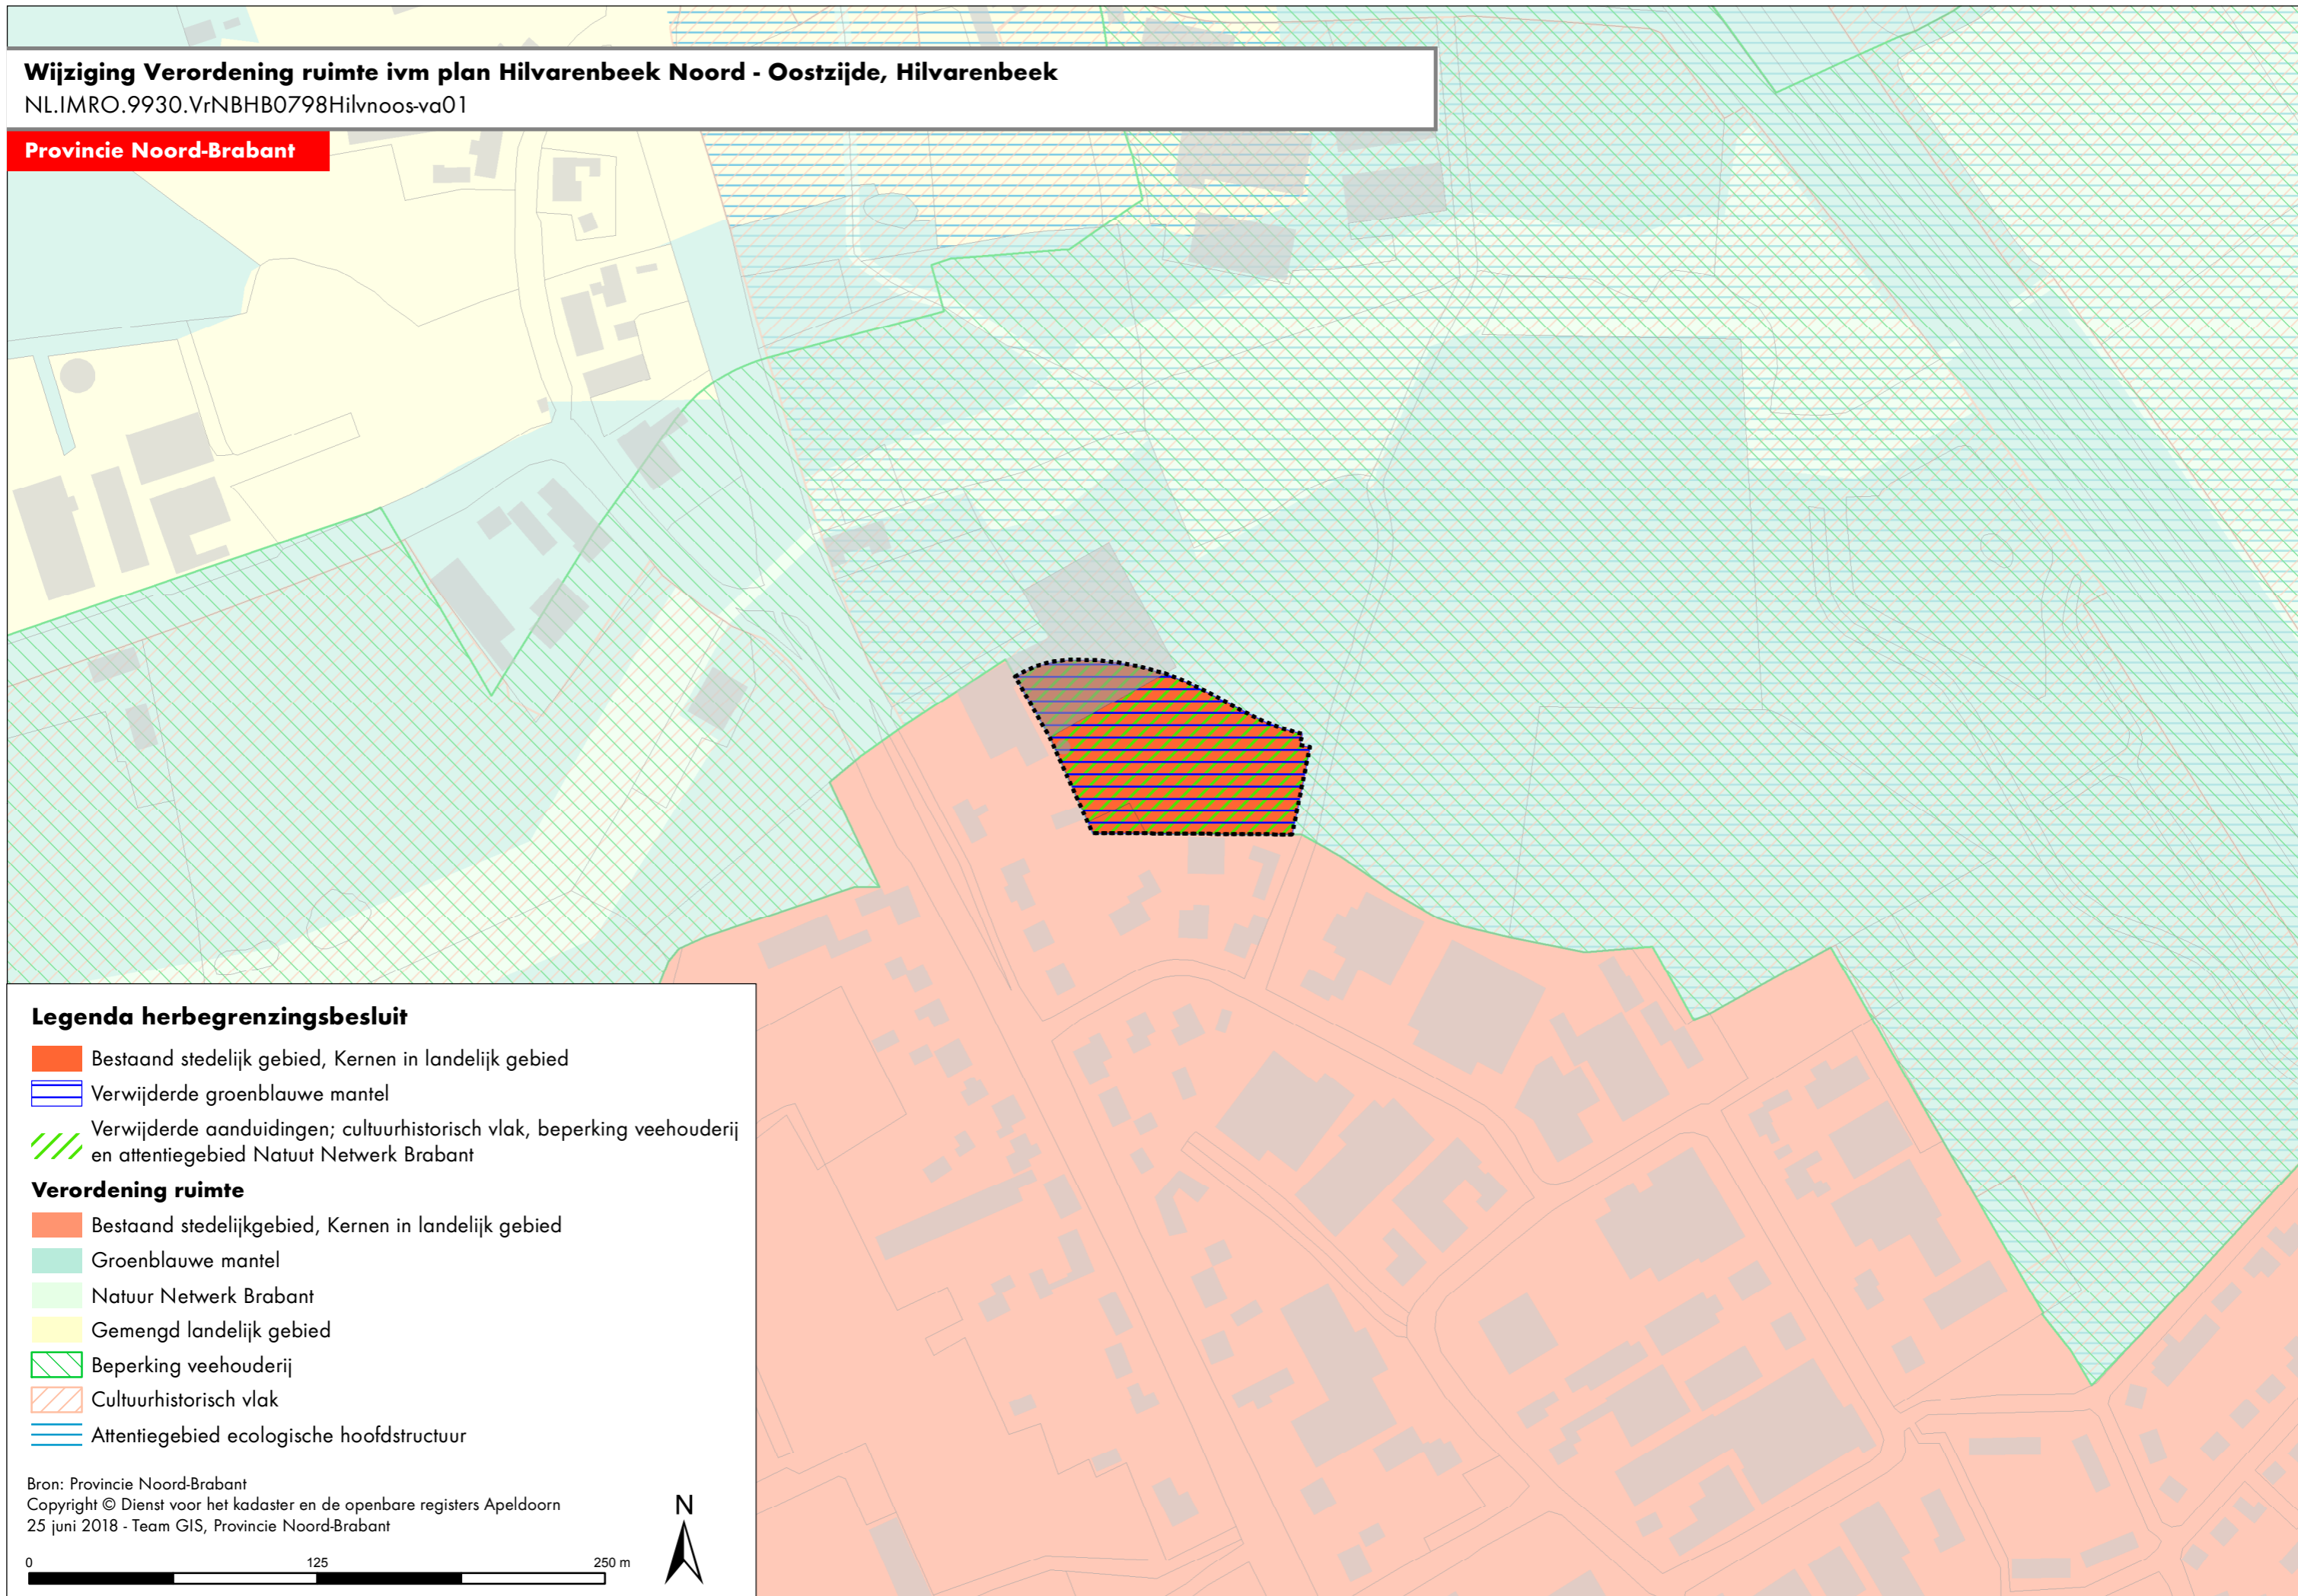 Wijziging Verordening ruimte ivm plan Hilvarenbeek Noord - Oostzijde, Hilvarenbeek
NL.IMRO.9930.VrNBHB0798Hilvnoos-va01
Provincie Noord-Brabant
Legenda herbegrenzingsbesluit
Bestaand stedelijk gebied, Kernen in landelijk gebied
Verwijderde groenblauwe mantel
Verwijderde aanduidingen; cultuurhistorisch vlak, beperking veehouderij
en attentiegebied Natuut Netwerk Brabant
Verordening ruimte
Bestaand stedelijkgebied, Kernen in landelijk gebied
Groenblauwe mantel
Natuur Netwerk Brabant
Gemengd landelijk gebied
Beperking veehouderij
Cultuurhistorisch vlak
Attentiegebied ecologische hoofdstructuur
Bron: Provincie Noord-Brabant
Copyright © Dienst voor het kadaster en de openbare registers Apeldoorn
25 juni 2018 - Team GIS, Provincie Noord-Brabant
N
0 125 250 m